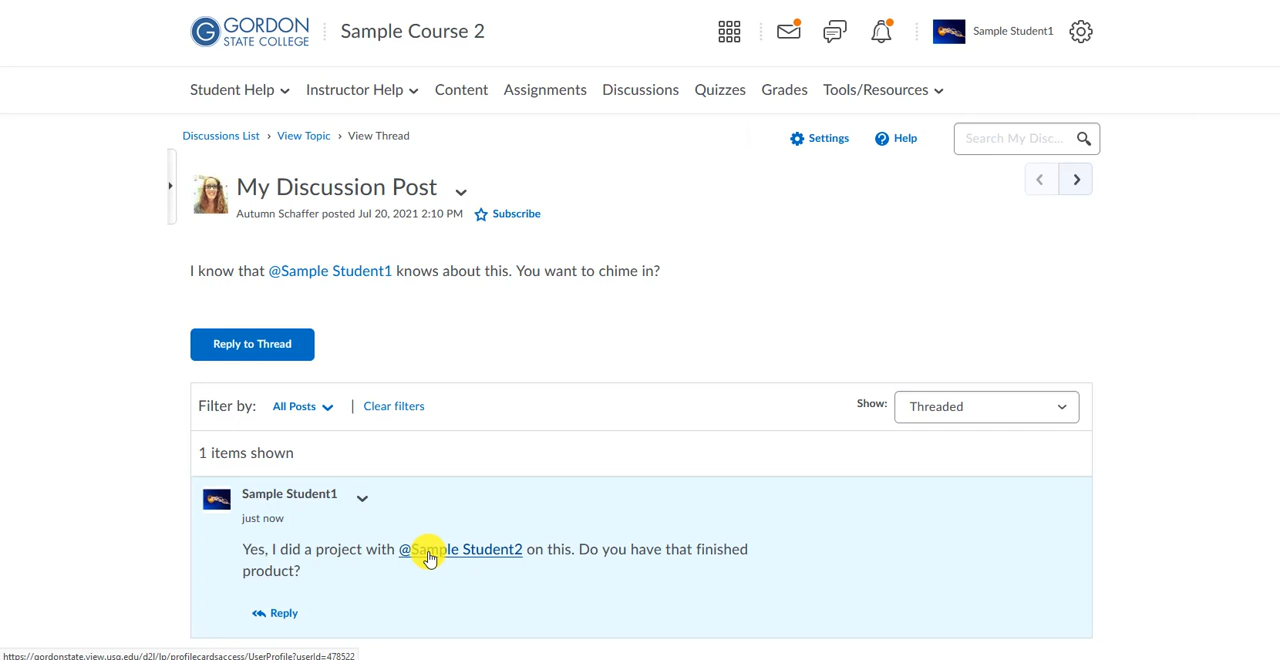 GORDON
STATE COLLEGE
Sample Course 2
Sample Student1
Student Help
Instructor Help
Content
Assignments
Discussions
Quizzes
Grades
Tools/Resources
Discussions List › View Topic › View Thread
Settings
Help
Search My Disc...
My Discussion Post
Autumn Schaffer posted Jul 20, 2021 2:10 PM
Subscribe
I know that @Sample Student1 knows about this. You want to chime in?
Reply to Thread
Filter by: All Posts | Clear filters
Show: Threaded
1 items shown
Sample Student1
just now
Yes, I did a project with @Sample Student2 on this. Do you have that finished
product?
Reply
https://gordonstate.view.usg.edu/d2l/lp/profilecardsaccess/UserProfile?userId=478522